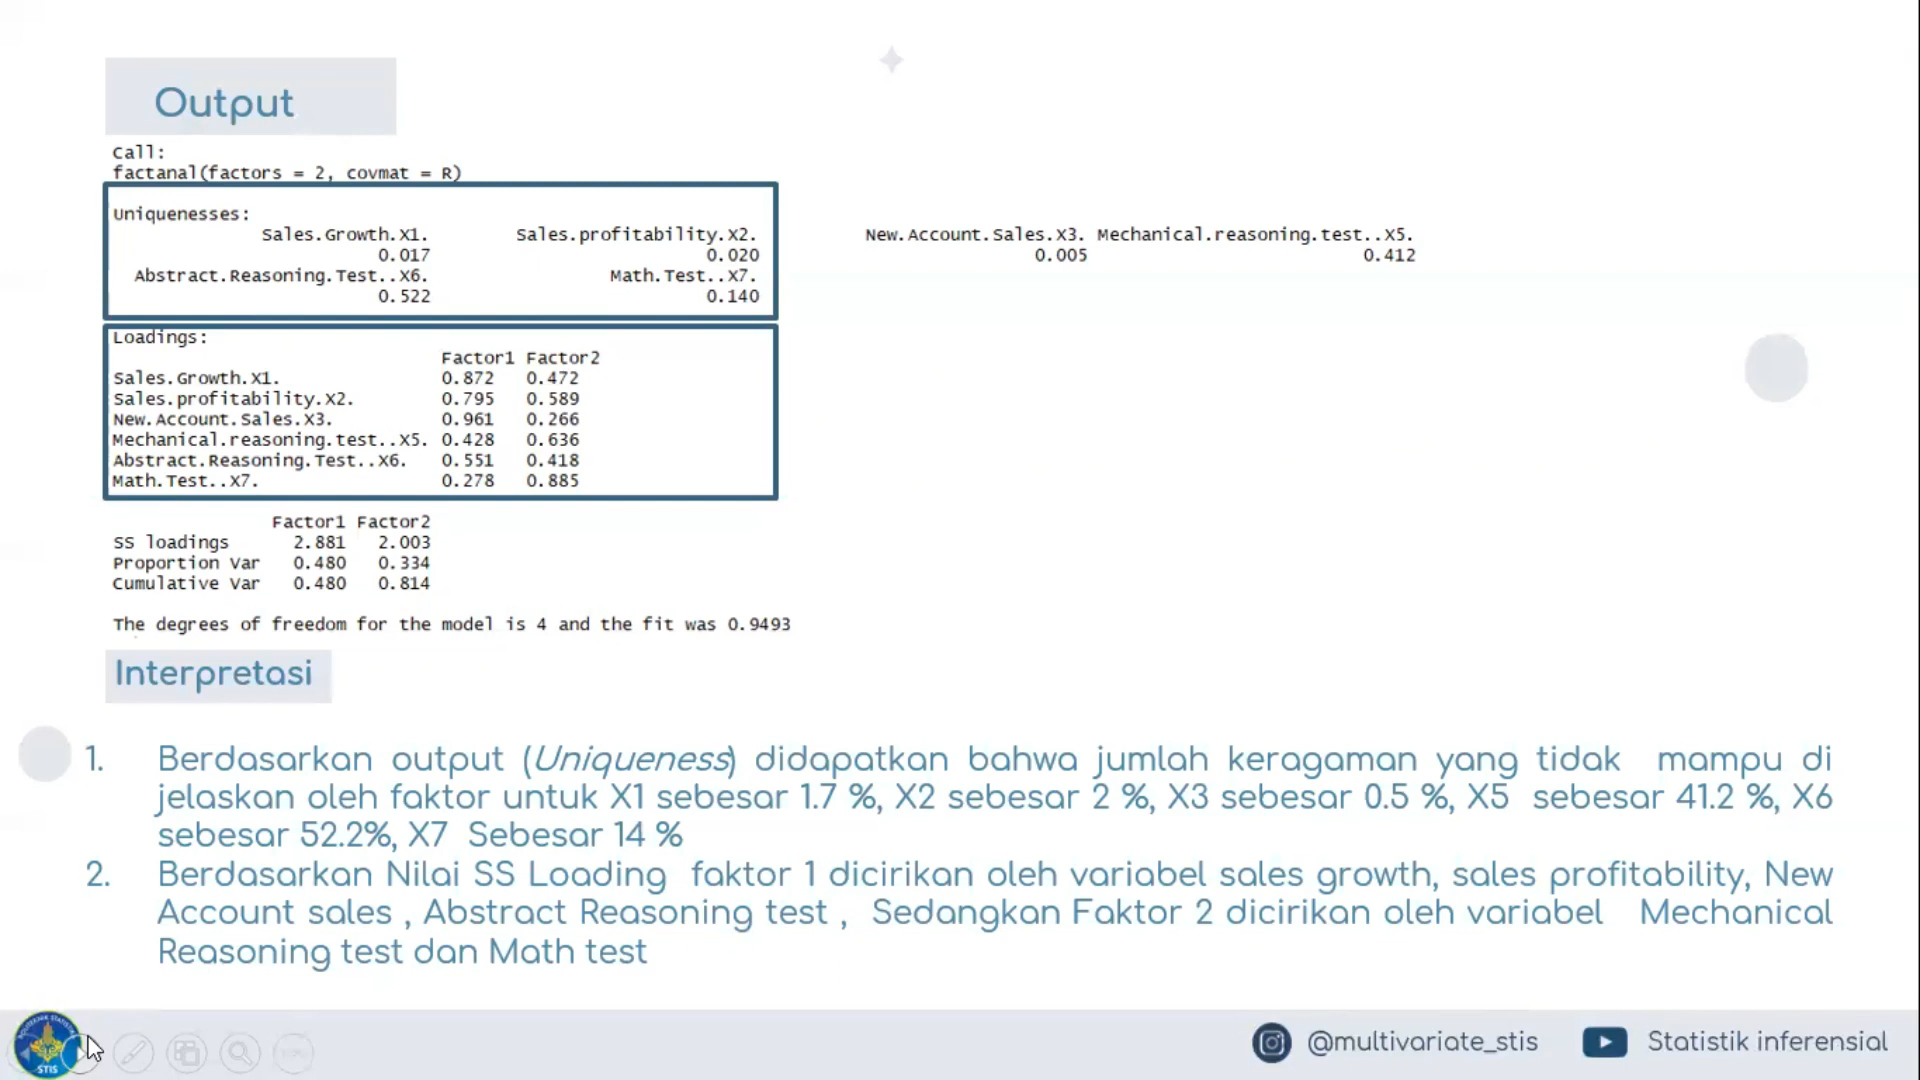 Output
Call:
factanal(factors = 2, covmat = R)
Uniquenesses:
Sales.Growth.X1. Sales.profitability.X2. New.Account.Sales.X3. Mechanical.reasoning.test..X5.
0.017 0.020 0.005 0.412
Abstract.Reasoning.Test..X6. Math.Test..X7.
0.522 0.140
Loadings:
Factor1 Factor2
Sales.Growth.X1. 0.872 0.472
Sales.profitability.X2. 0.795 0.589
New.Account.Sales.X3. 0.961 0.266
Mechanical.reasoning.test..X5. 0.428 0.636
Abstract.Reasoning.Test..X6. 0.551 0.418
Math.Test..X7. 0.278 0.885
Factor1 Factor2
SS loadings 2.881 2.003
Proportion Var 0.480 0.334
Cumulative Var 0.480 0.814
The degrees of freedom for the model is 4 and the fit was 0.9493
Interpretasi
1. Berdasarkan output (Uniqueness) didapatkan bahwa jumlah keragaman yang tidak mampu di
jelaskan oleh faktor untuk X1 sebesar 1.7 %, X2 sebesar 2 %, X3 sebesar 0.5 %, X5 sebesar 41.2 %, X6
sebesar 52.2%, X7 Sebesar 14 %
2. Berdasarkan Nilai SS Loading faktor 1 dicirikan oleh variabel sales growth, sales profitability, New
Account sales , Abstract Reasoning test , Sedangkan Faktor 2 dicirikan oleh variabel Mechanical
Reasoning test dan Math test
STIS
@multivariate_stis
Statistik inferensial